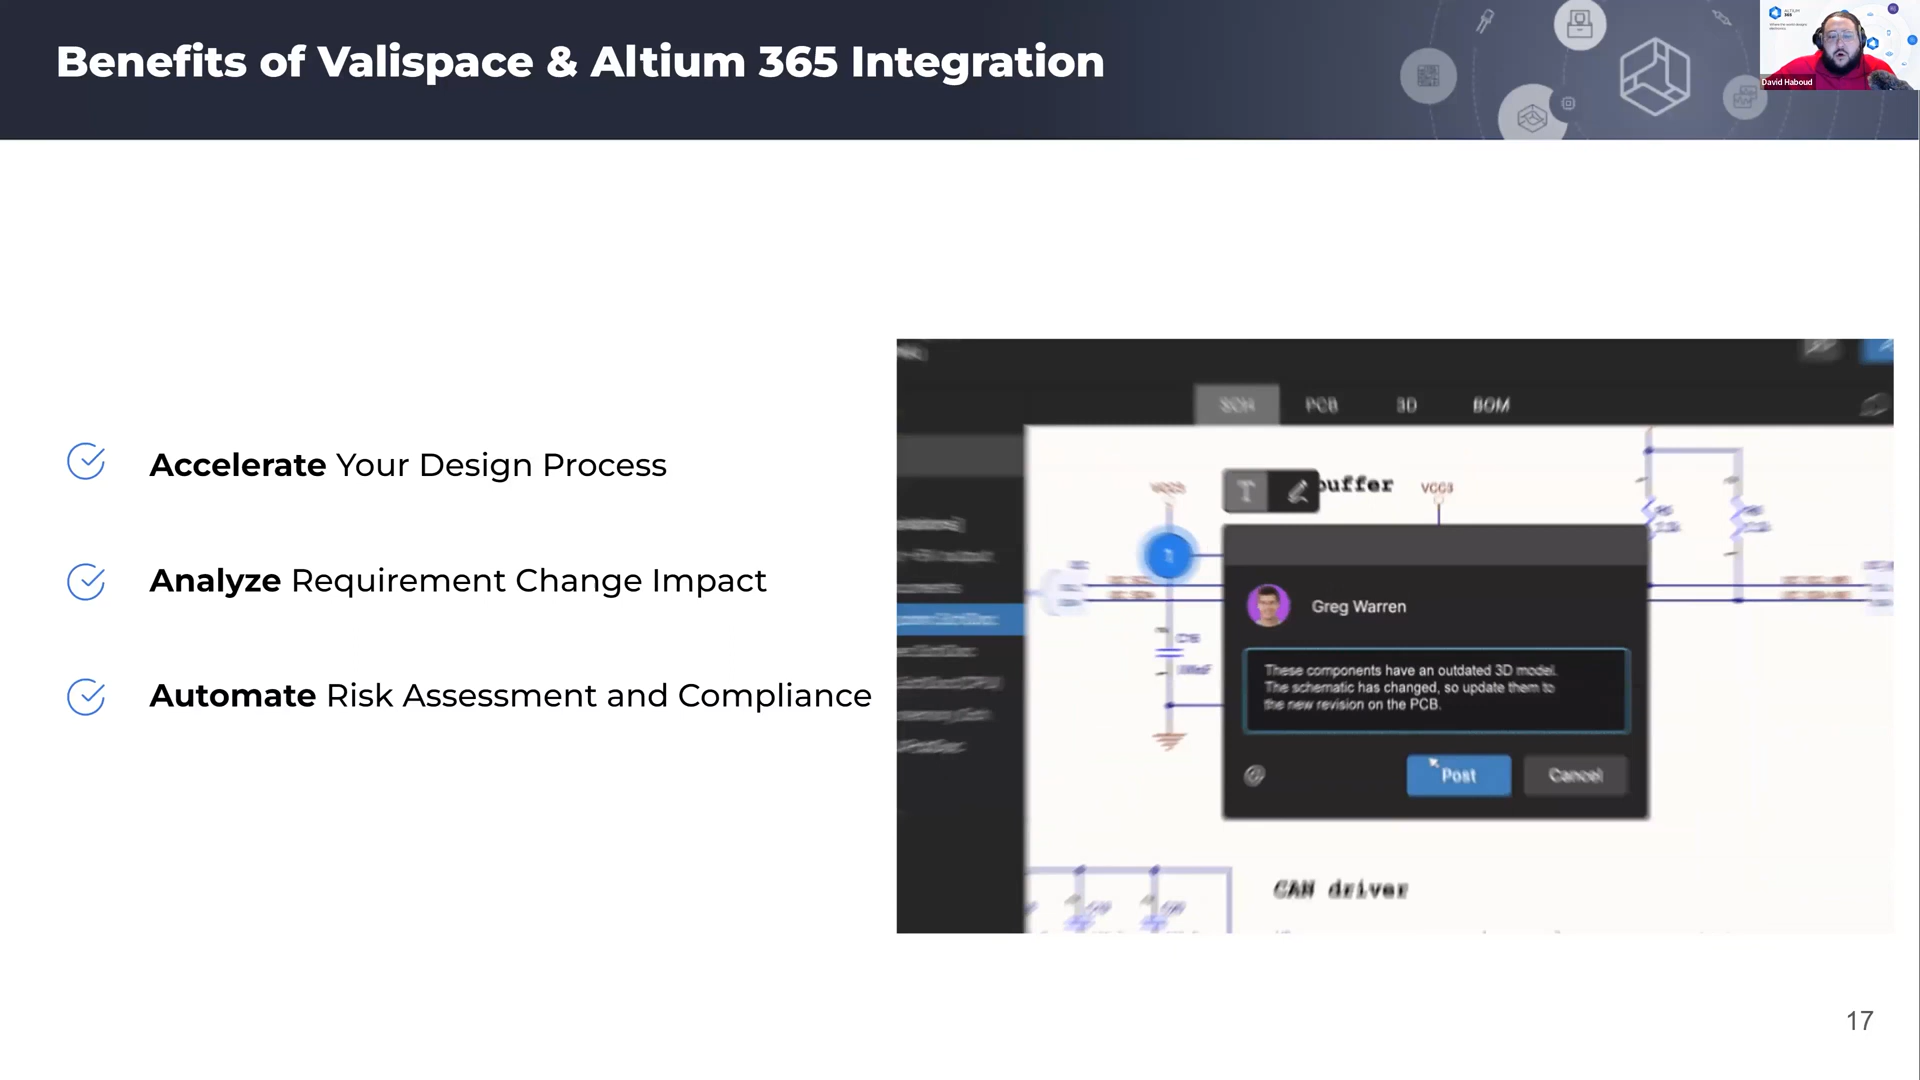 Benefits of Valispace & Altium 365 Integration
ALTIUM
365
David Haboud
Accelerate Your Design Process
Analyze Requirement Change Impact
Automate Risk Assessment and Compliance
SCH PCB 3D BOM
buffer
VCC3
Greg Warren
These components have an outdated 3D model.
The schematic has changed, so update them to
the new revision on the PCB.
Post Cancel
CAN driver
17